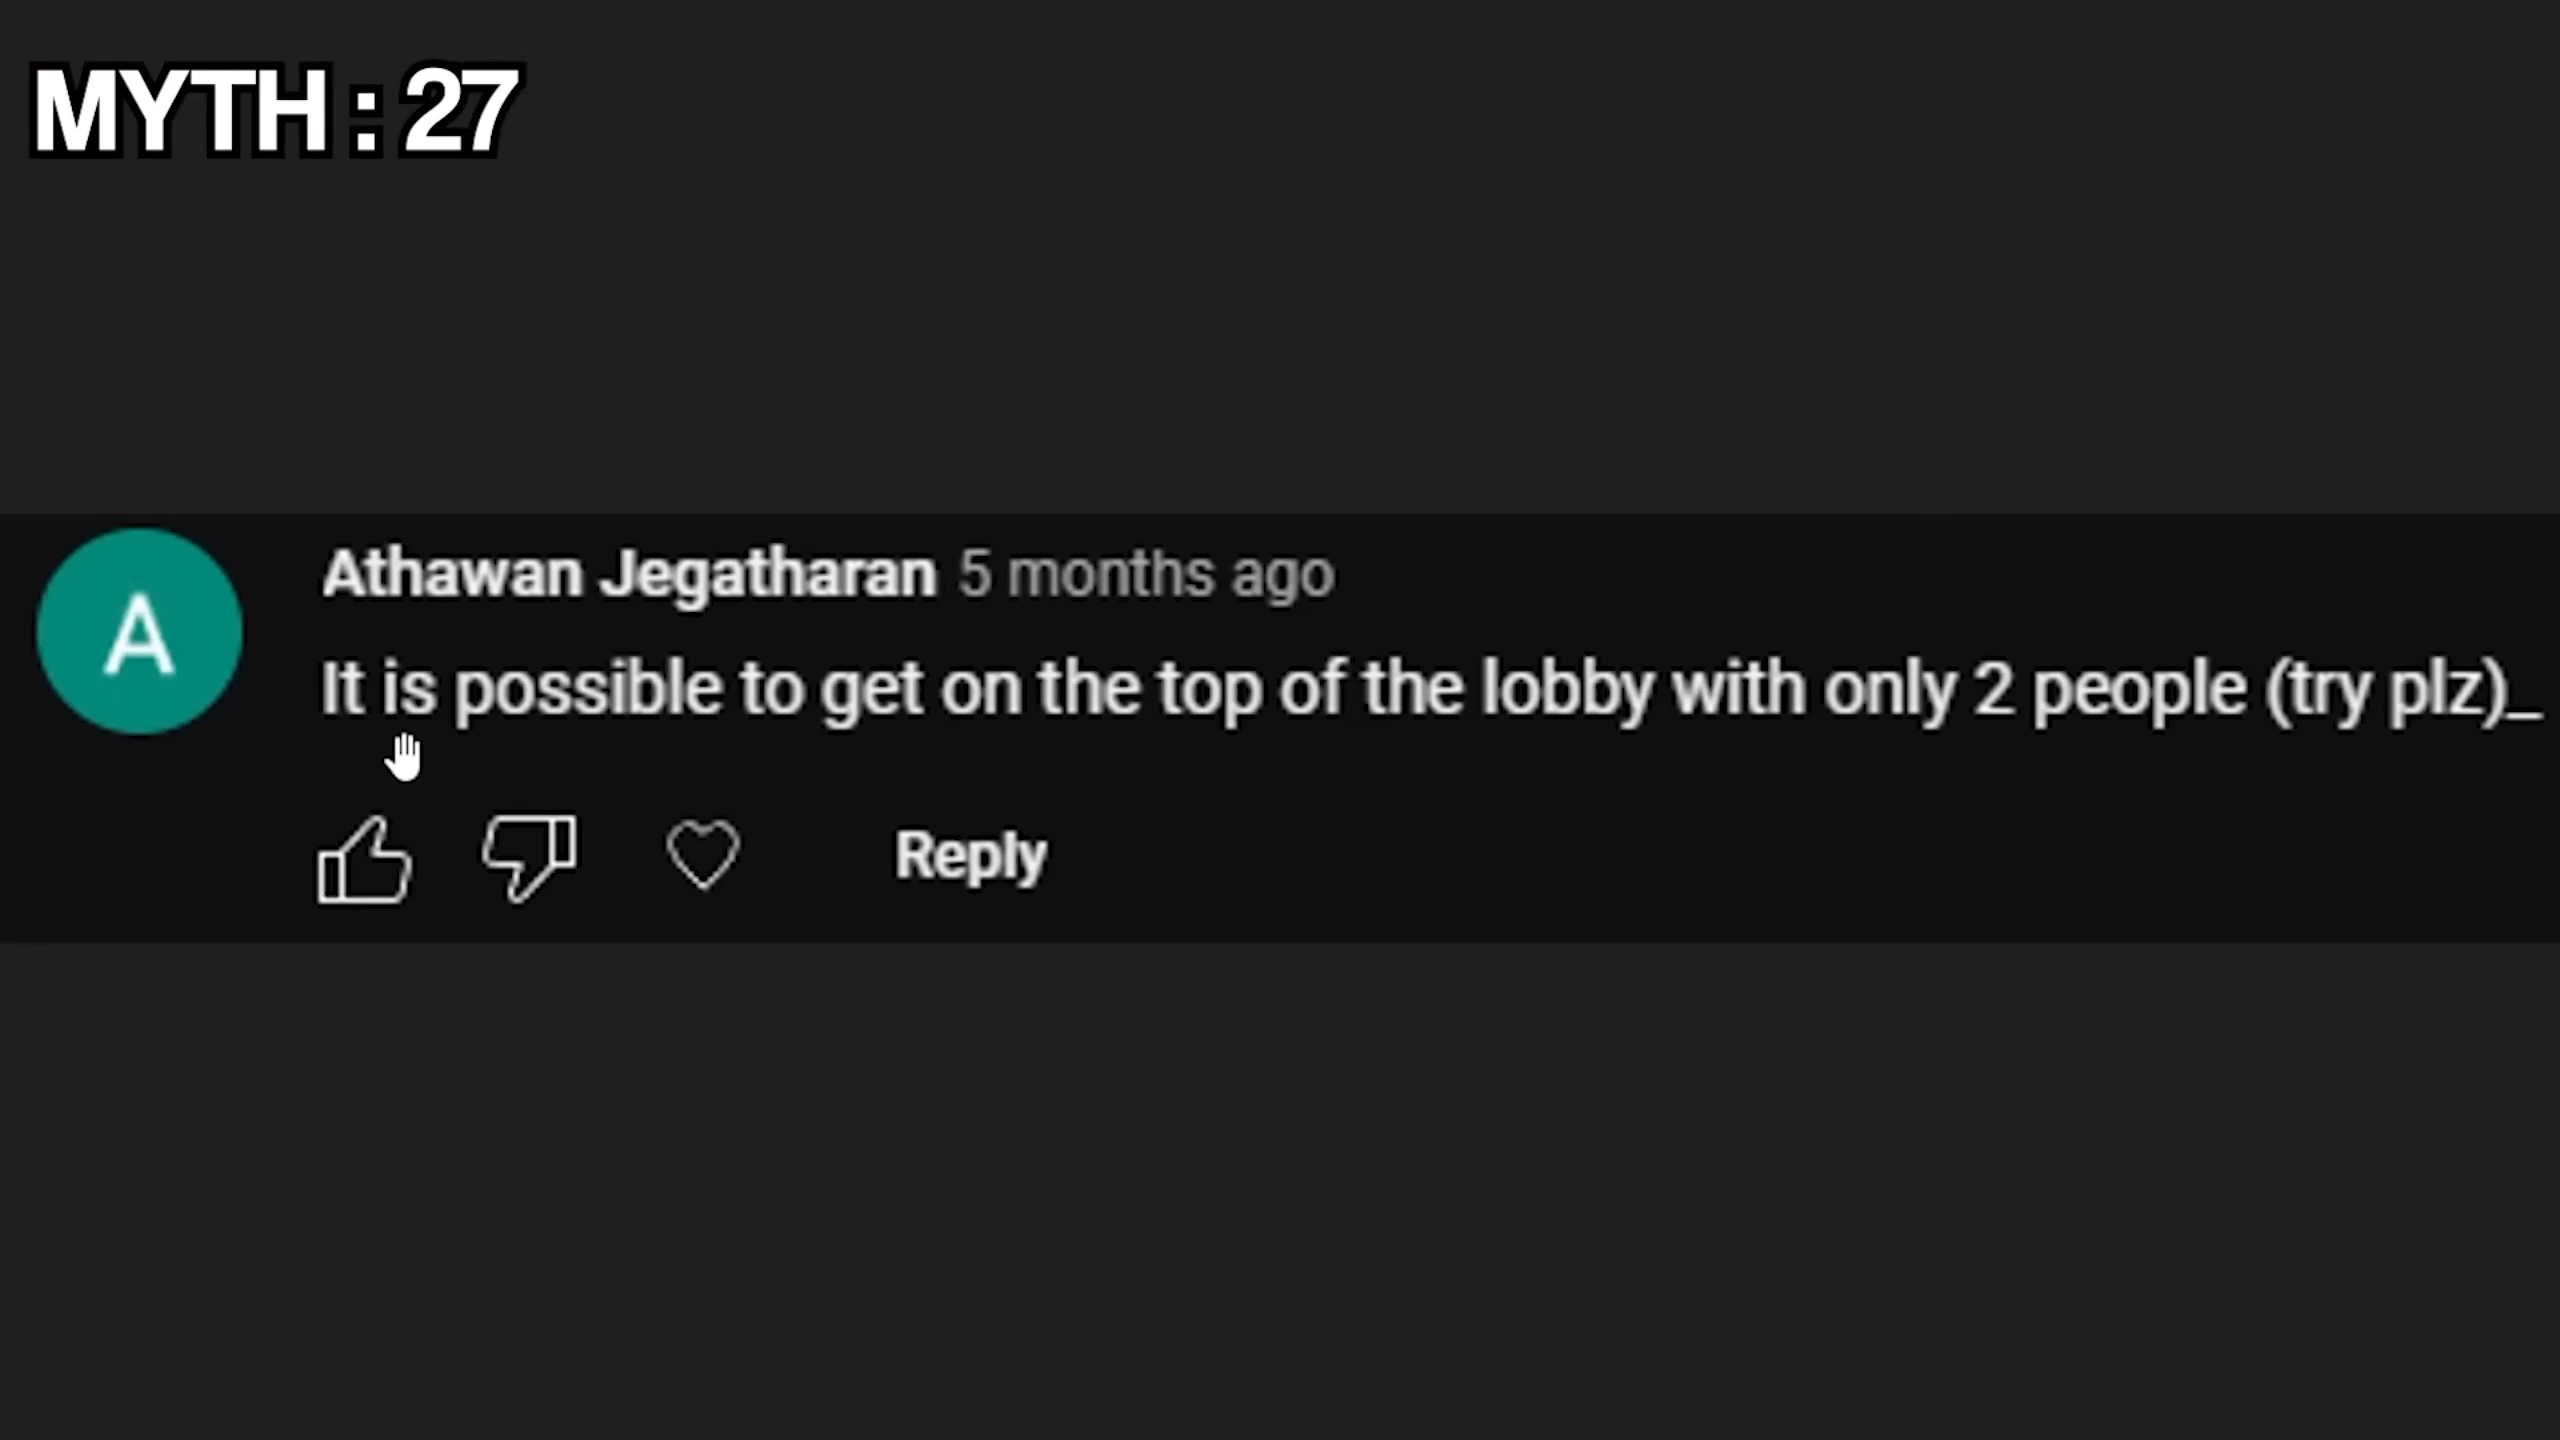 MYTH : 27
Athawan Jegatharan 5 months ago
A
It is possible to get on the top of the lobby with only 2 people (try plz)_
Reply